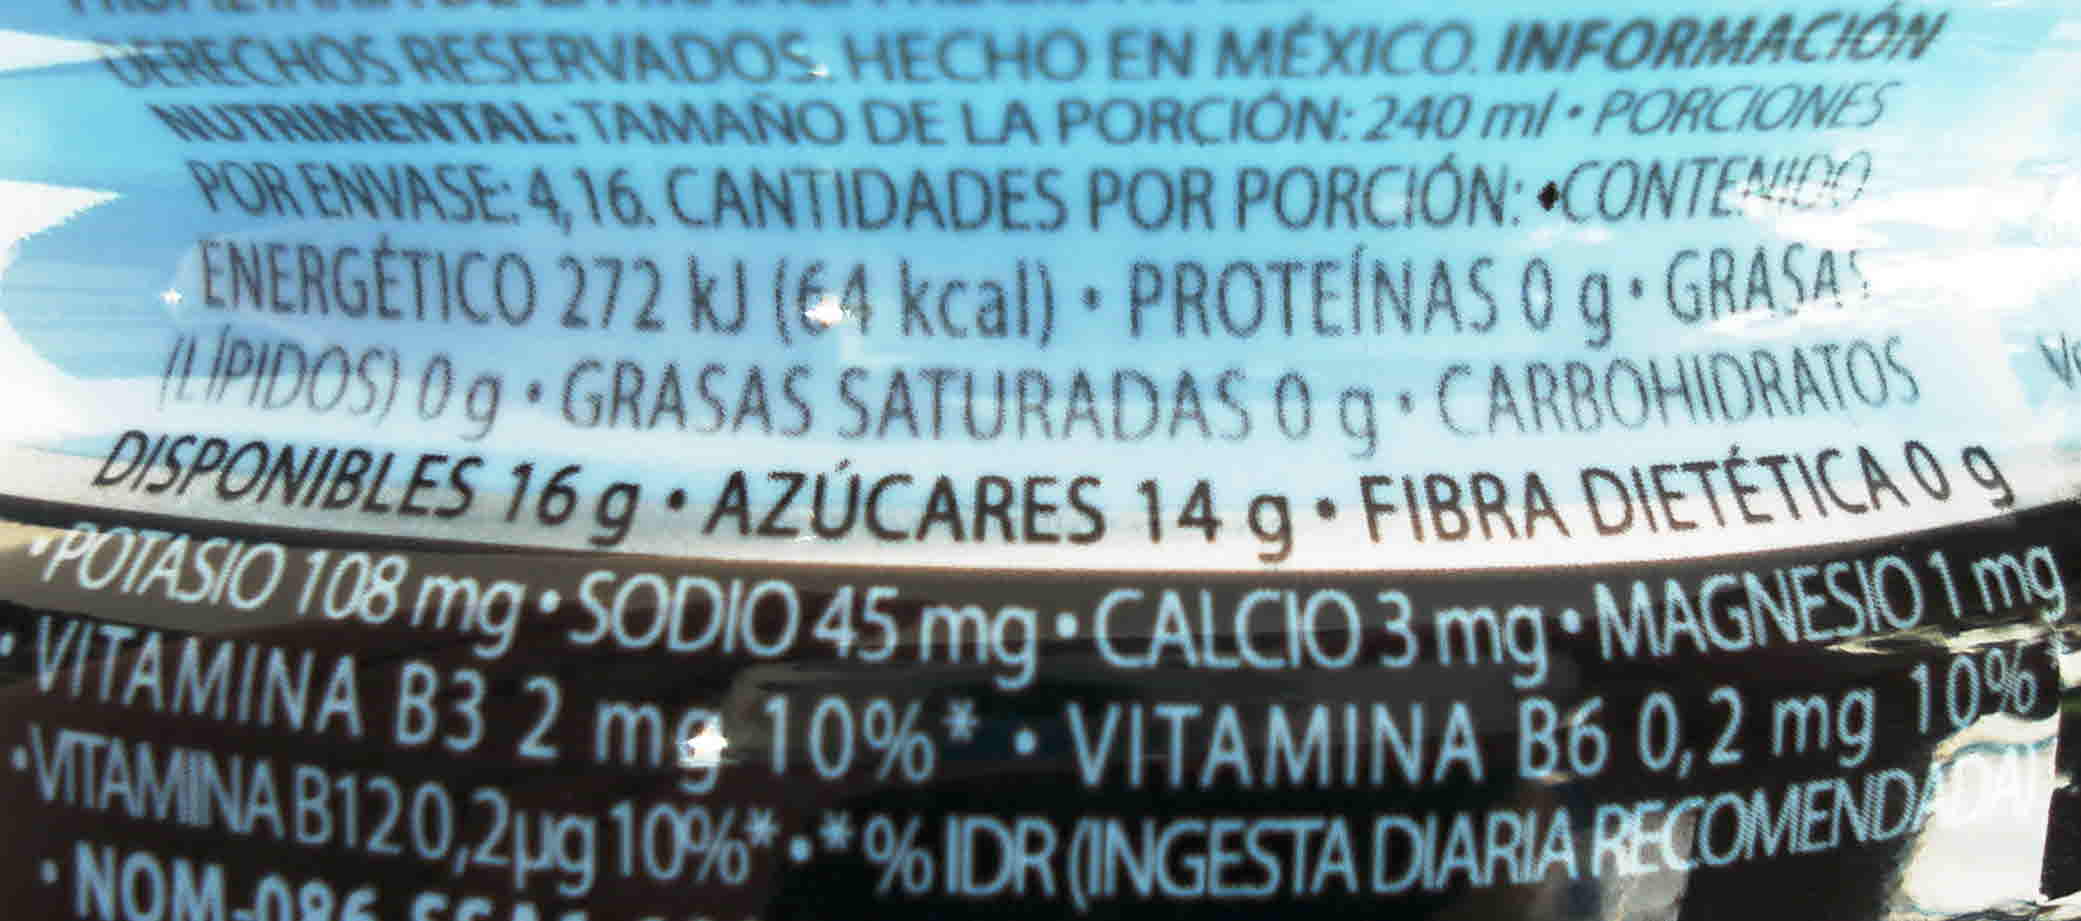 DERECHOS RESERVADOS. HECHO EN MÉXICO. INFORMACIÓN
NUTRIMENTAL: TAMAÑO DE LA PORCIÓN: 240 ml • PORCIONES
POR ENVASE: 4,16. CANTIDADES POR PORCIÓN: •CONTENIDO
ENERGÉTICO 272 kJ (64 kcal) • PROTEÍNAS 0 g • GRASAS
(LÍPIDOS) 0 g • GRASAS SATURADAS 0 g • CARBOHIDRATOS
DISPONIBLES 16 g • AZÚCARES 14 g • FIBRA DIETÉTICA 0 g
•POTASIO 108 mg • SODIO 45 mg • CALCIO 3 mg • MAGNESIO 1 mg
• VITAMINA B3 2 mg 10%* • VITAMINA B6 0,2 mg 10%*
•VITAMINA B12 0,2µg 10%* • *% IDR (INGESTA DIARIA RECOMENDADA)
• NOM-086